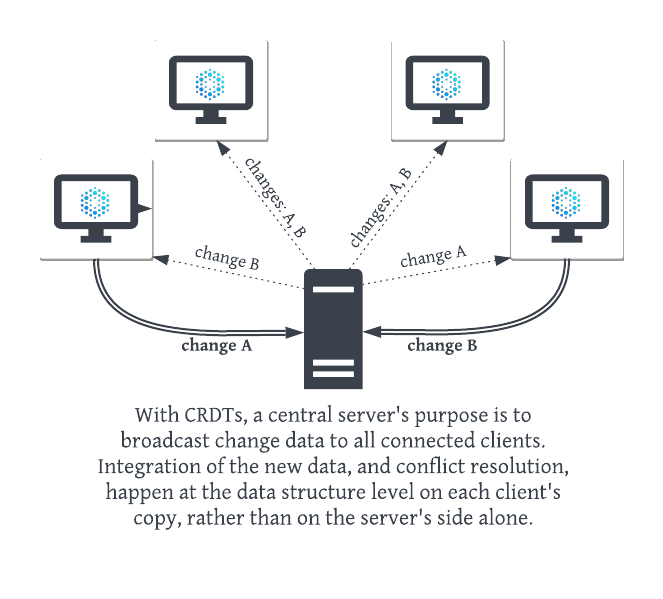 changes: A, B
changes: A, B
change B
change A
change A
change B
With CRDTs, a central server's purpose is to
broadcast change data to all connected clients.
Integration of the new data, and conflict resolution,
happen at the data structure level on each client's
copy, rather than on the server's side alone.